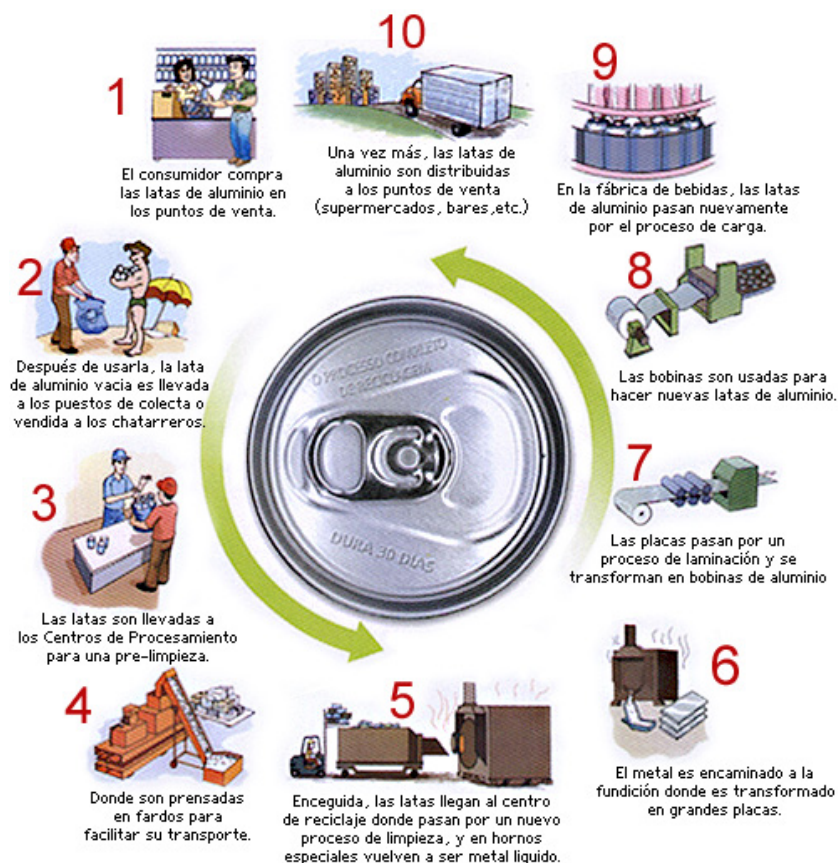 1
El consumidor compra
las latas de aluminio en
los puntos de venta.
2
Después de usarla, la lata
de aluminio vacia es llevada
a los puestos de colecta o
vendida a los chatarreros.
3
Las latas son llevadas a
los Centros de Procesamiento
para una pre-limpieza.
4
Donde son prensadas
en fardos para
facilitar su transporte.
5
Enceguida, las latas llegan al centro
de reciclaje donde pasan por un nuevo
proceso de limpieza, y en hornos
especiales vuelven a ser metal liquido.
6
El metal es encaminado a la
fundición donde es transformado
en grandes placas.
7
Las placas pasan por un
proceso de laminación y se
transforman en bobinas de aluminio
8
Las bobinas son usadas para
hacer nuevas latas de aluminio.
9
En la fábrica de bebidas, las latas
de aluminio pasan nuevamente
por el proceso de carga.
10
Una vez más, las latas de
aluminio son distribuidas
a los puntos de venta
(supermercados, bares,etc.)
O PROCESSO COMPLETO
DE RECICLAGEM
DURA 30 DIAS